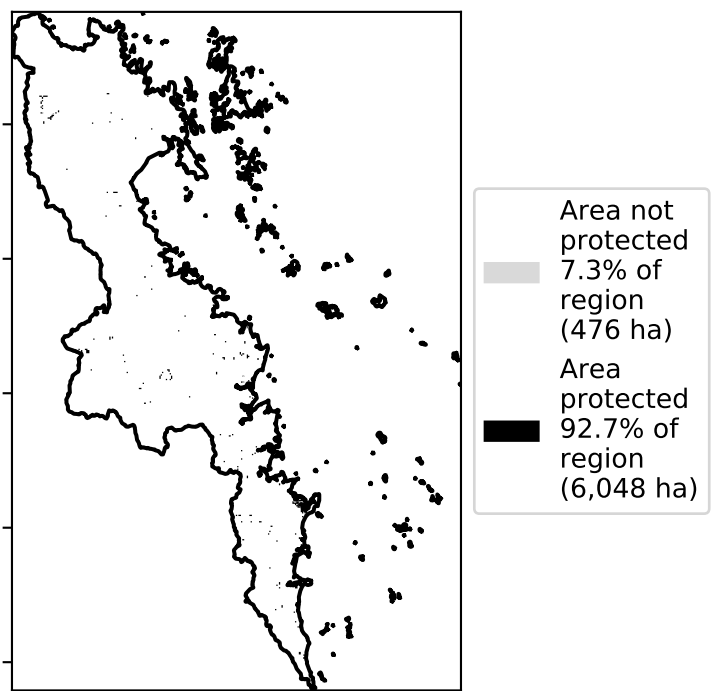 Area not
protected
7.3% of
region
(476 ha)
Area
protected
92.7% of
region
(6,048 ha)